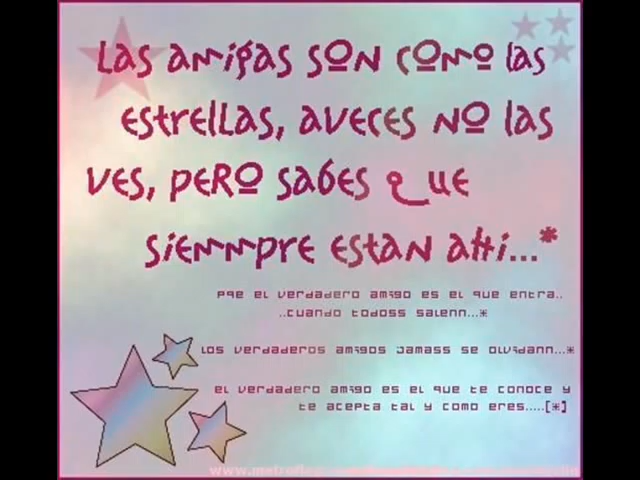 Las amigas son como las
estrellas, aveces no las
ves, pero sabes que
siemmpre estan ahi...*
pqe el verdadero amigo es el que entra..
..cuando todoss salenn...*
los verdaderos amigos jamass se olvidann...*
el verdadero amigo es el que te conoce y
te acepta tal y como eres.....[*]